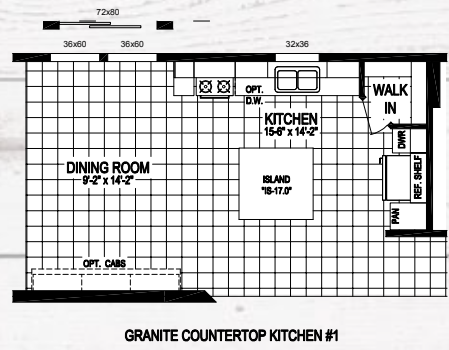 72x80
36x60 36x60 32x36
OPT.
D.W.
WALK
IN
KITCHEN
15-6" x 14'-2"
DWR
DINING ROOM
9'-2" x 14'-2"
ISLAND
"IS-17.0"
REF. SHELF
PAN
OPT. CABS
GRANITE COUNTERTOP KITCHEN #1